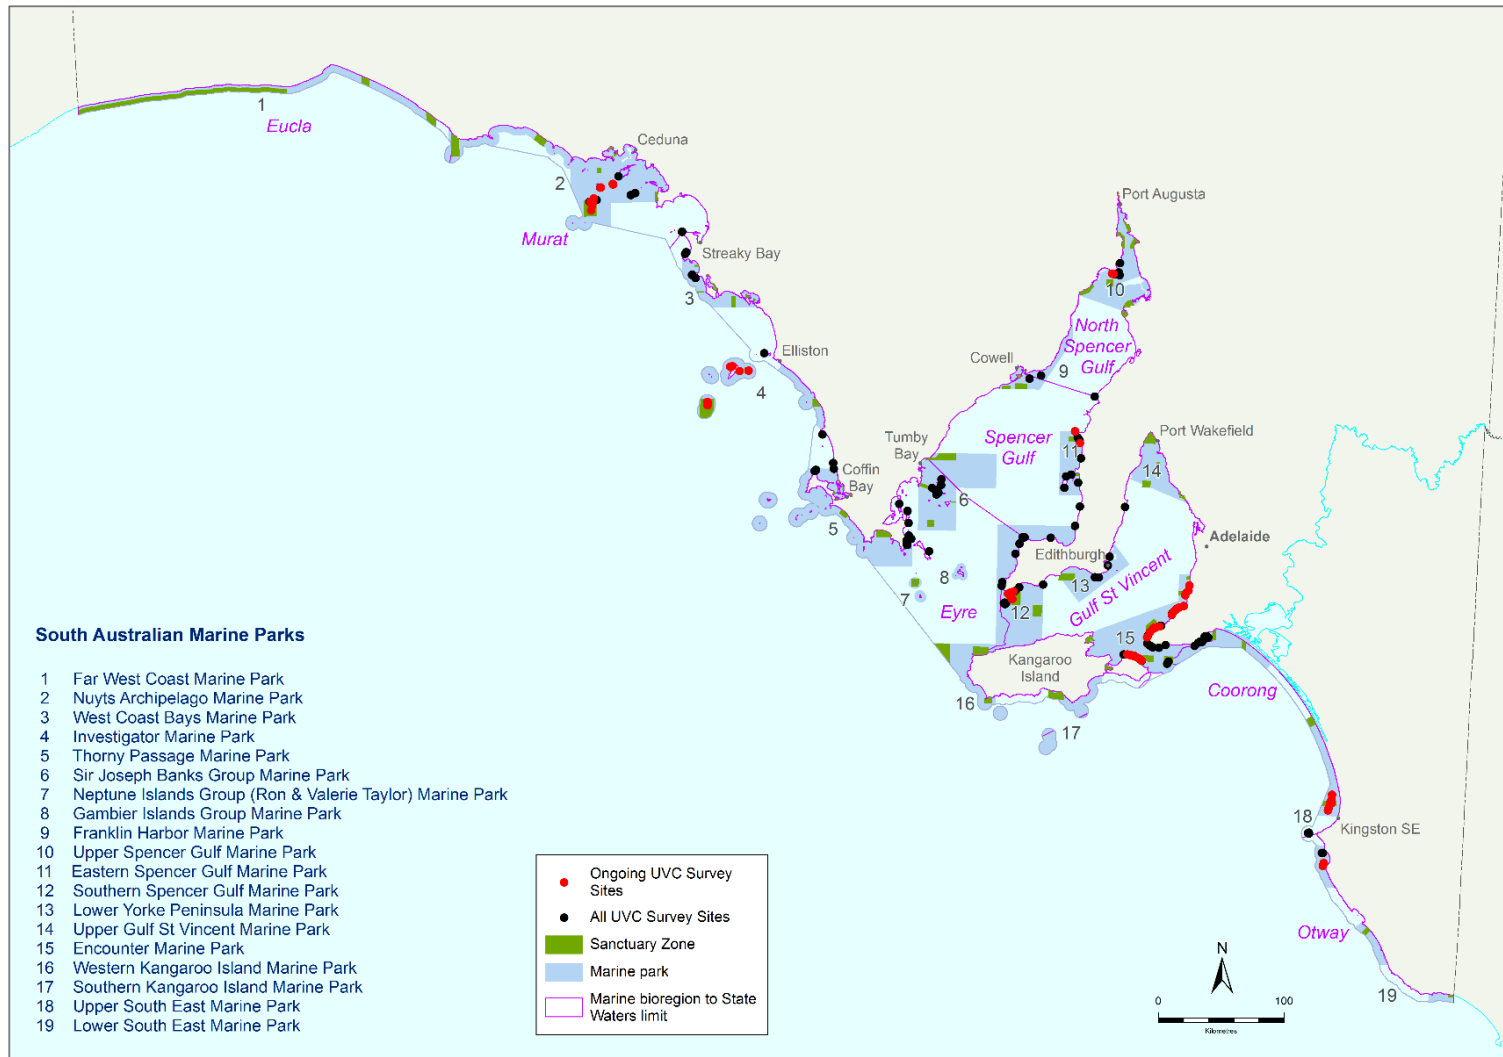 1
Eucla
Ceduna
2
Murat
Port Augusta
Streaky Bay
3
10
North
Spencer
Gulf
Elliston
4
Cowell
9
Port Wakefield
Tumby
Bay
Spencer
Gulf
11
14
Coffin
Bay
6
5
Adelaide
Edithburgh
8
13
Gulf St Vincent
7
Eyre
12
15
Kangaroo
Island
Coorong
16
17
18
Kingston SE
Otway
19
South Australian Marine Parks
1 Far West Coast Marine Park
2 Nuyts Archipelago Marine Park
3 West Coast Bays Marine Park
4 Investigator Marine Park
5 Thorny Passage Marine Park
6 Sir Joseph Banks Group Marine Park
7 Neptune Islands Group (Ron & Valerie Taylor) Marine Park
8 Gambier Islands Group Marine Park
9 Franklin Harbor Marine Park
10 Upper Spencer Gulf Marine Park
11 Eastern Spencer Gulf Marine Park
12 Southern Spencer Gulf Marine Park
13 Lower Yorke Peninsula Marine Park
14 Upper Gulf St Vincent Marine Park
15 Encounter Marine Park
16 Western Kangaroo Island Marine Park
17 Southern Kangaroo Island Marine Park
18 Upper South East Marine Park
19 Lower South East Marine Park
Ongoing UVC Survey
Sites
All UVC Survey Sites
Sanctuary Zone
Marine park
Marine bioregion to State
Waters limit
N
0 100
Kilometres